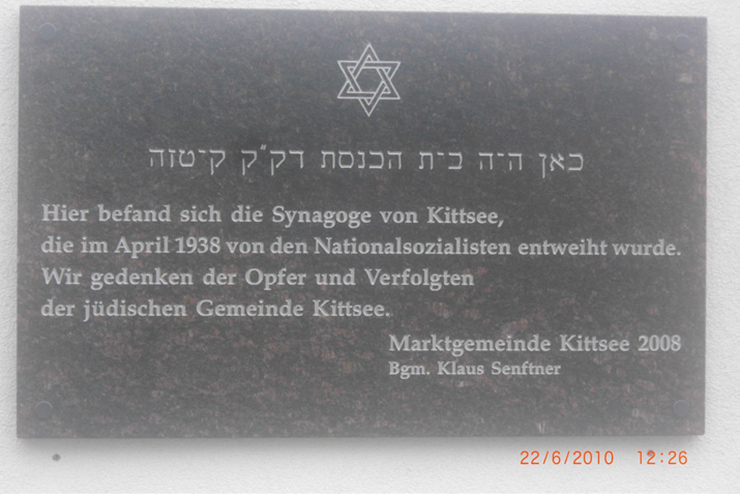 כאן היה בית הכנסת דק״ק קיטזה
Hier befand sich die Synagoge von Kittsee,
die im April 1938 von den Nationalsozialisten entweiht wurde.
Wir gedenken der Opfer und Verfolgten
der jüdischen Gemeinde Kittsee.
Marktgemeinde Kittsee 2008
Bgm. Klaus Senftner
22/6/2010 12:26